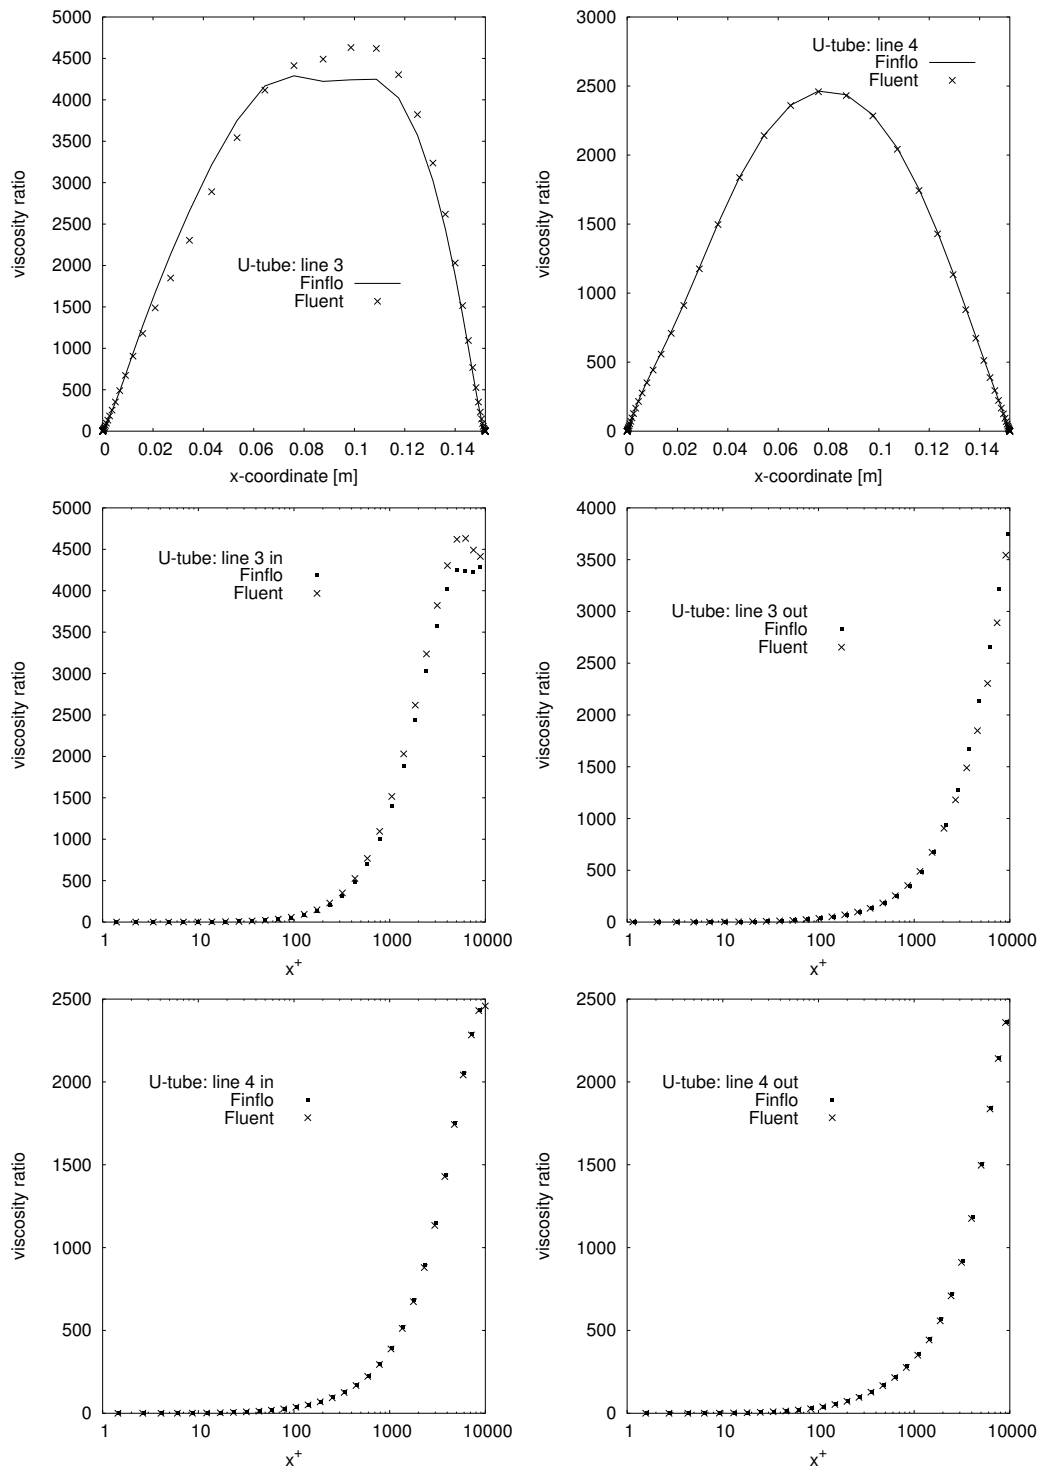 5000
4500
4000
3500
3000
2500
2000
1500
1000
500
0
viscosity ratio
U-tube: line 3
Finflo
Fluent
0 0.02 0.04 0.06 0.08 0.1 0.12 0.14
x-coordinate [m]
3000
2500
2000
1500
1000
500
0
viscosity ratio
U-tube: line 4
Finflo
Fluent
0 0.02 0.04 0.06 0.08 0.1 0.12 0.14
x-coordinate [m]
5000
4500
4000
3500
3000
2500
2000
1500
1000
500
0
viscosity ratio
U-tube: line 3 in
Finflo
Fluent
1 10 100 1000 10000
x+
4000
3500
3000
2500
2000
1500
1000
500
0
viscosity ratio
U-tube: line 3 out
Finflo
Fluent
1 10 100 1000 10000
x+
2500
2000
1500
1000
500
0
viscosity ratio
U-tube: line 4 in
Finflo
Fluent
1 10 100 1000 10000
x+
2500
2000
1500
1000
500
0
viscosity ratio
U-tube: line 4 out
Finflo
Fluent
1 10 100 1000 10000
x+